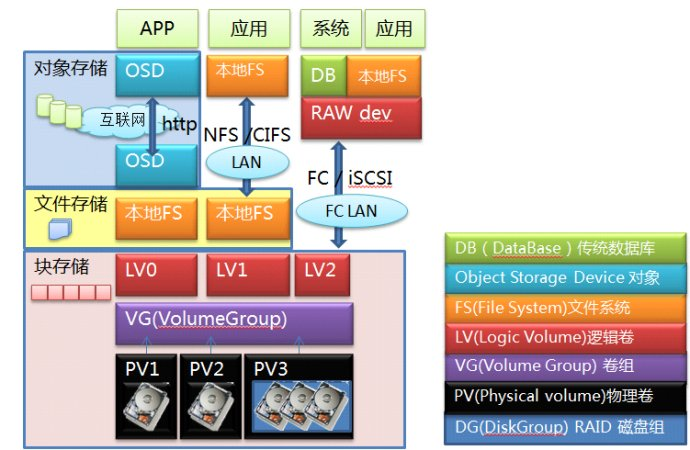 APP
应用
系统
应用
对象存储
OSD
本地FS
DB
本地FS
RAW dev
互联网
http
NFS /CIFS
LAN
OSD
FC / iSCSI
文件存储
本地FS
本地FS
FC LAN
块存储
LV0
LV1
LV2
VG(VolumeGroup)
PV1
PV2
PV3
DB（DataBase）传统数据库
Object Storage Device 对象
FS(File System)文件系统
LV(Logic Volume)逻辑卷
VG(Volume Group) 卷组
PV(Physical volume)物理卷
DG(DiskGroup) RAID 磁盘组